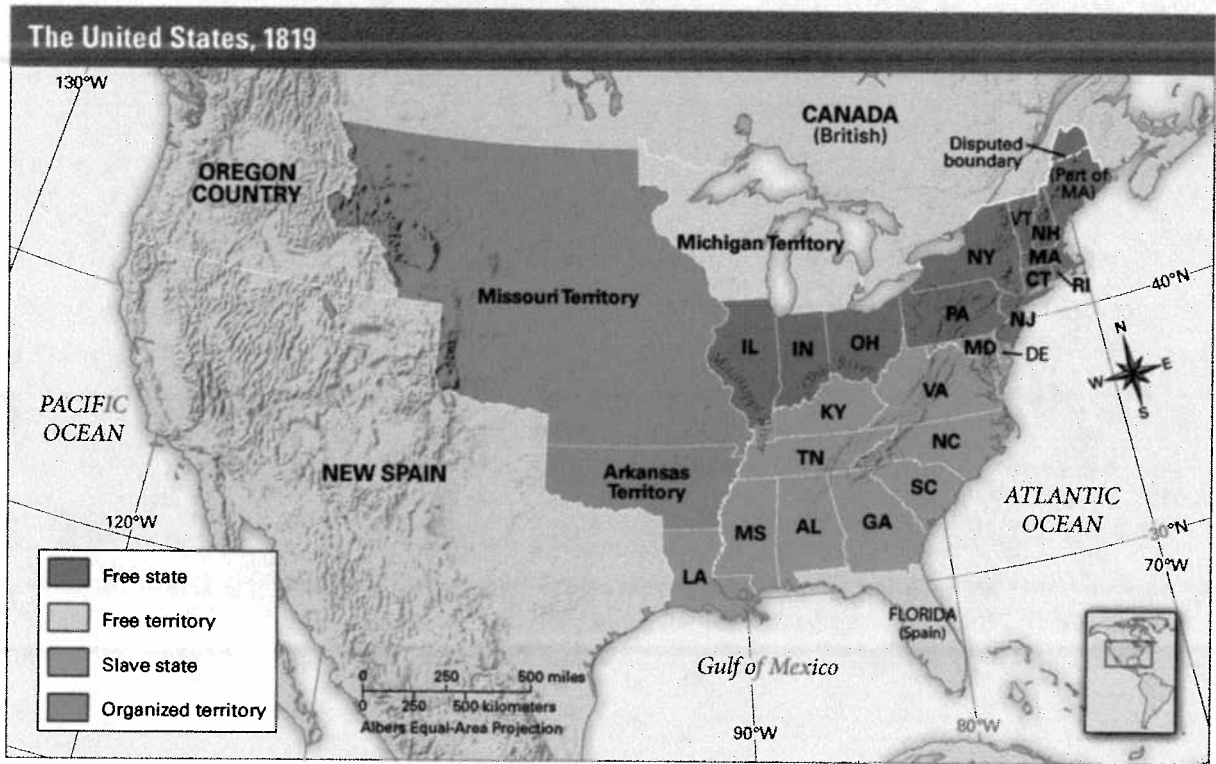 The United States, 1819
130°W
CANADA
(British)
Disputed
boundary
(Part of
MA)
OREGON
COUNTRY
VT
NH
Michigan Territory
NY
MA
CT
RI
40°N
Missouri Territory
PA
NJ
IL
IN
OH
MD
DE
N
W
E
S
VA
PACIFIC
OCEAN
KY
NC
TN
NEW SPAIN
Arkansas
Territory
SC
ATLANTIC
OCEAN
MS
AL
GA
120°W
30°N
70°W
LA
Free state
Free territory
Slave state
Organized territory
FLORIDA
(Spain)
Gulf of Mexico
0 250 500 miles
0 250 500 kilometers
Albers Equal-Area Projection
90°W
80°W